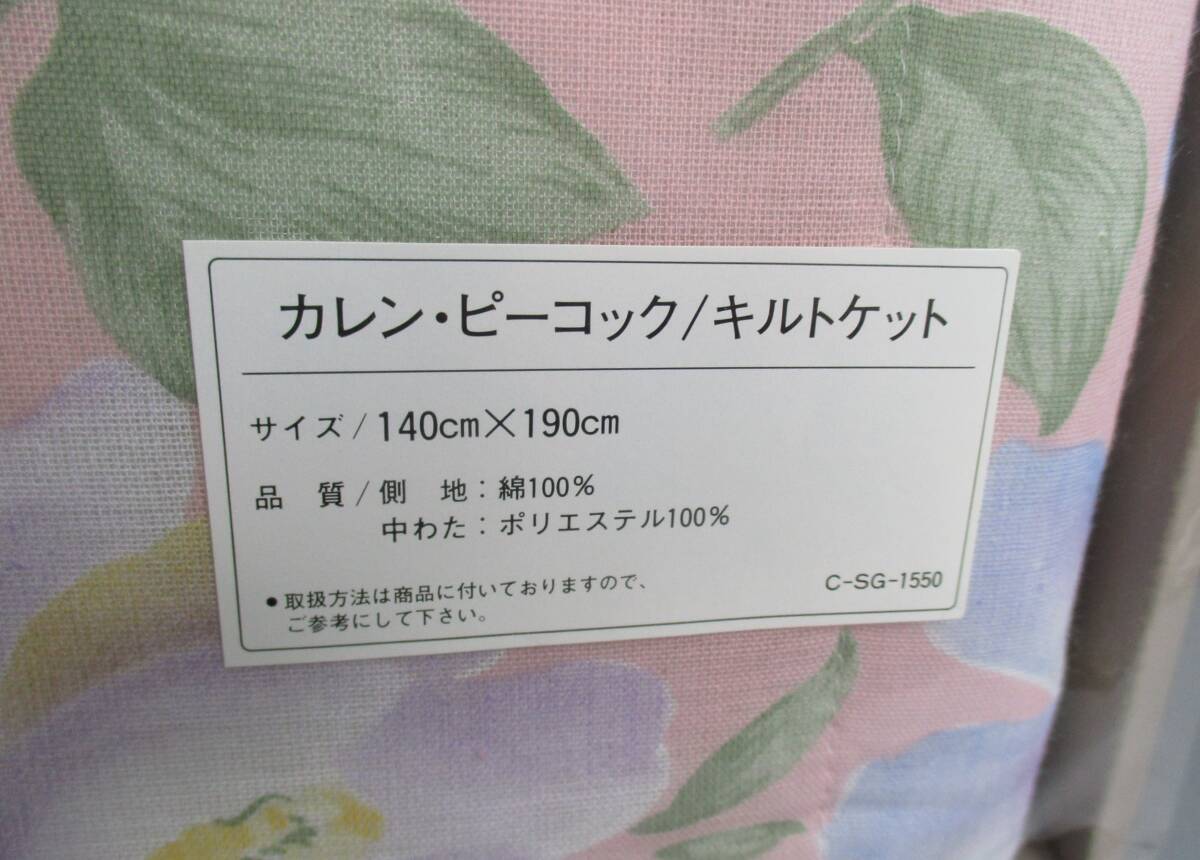 カレン・ピーコック/キルトケット
サイズ/140cm×190cm
品 質/側 地：綿100%
中わた：ポリエステル100%
●取扱方法は商品に付いておりますので、
ご参考にして下さい。
C-SG-1550